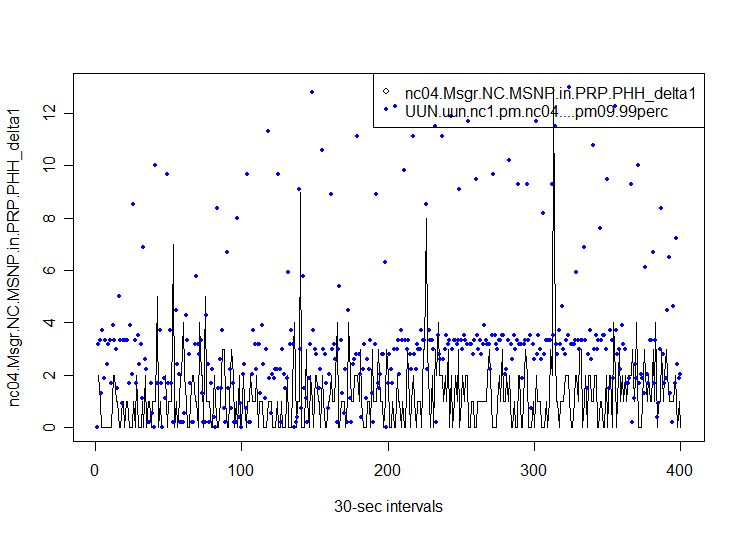 nc04.Msgr.NC.MSNP.in.PRP.PHH_delta1
UUN.uun.nc1.pm.nc04....pm09.99perc
nc04.Msgr.NC.MSNP.in.PRP.PHH_delta1
12
10
8
6
4
2
0
0 100 200 300 400
30-sec intervals